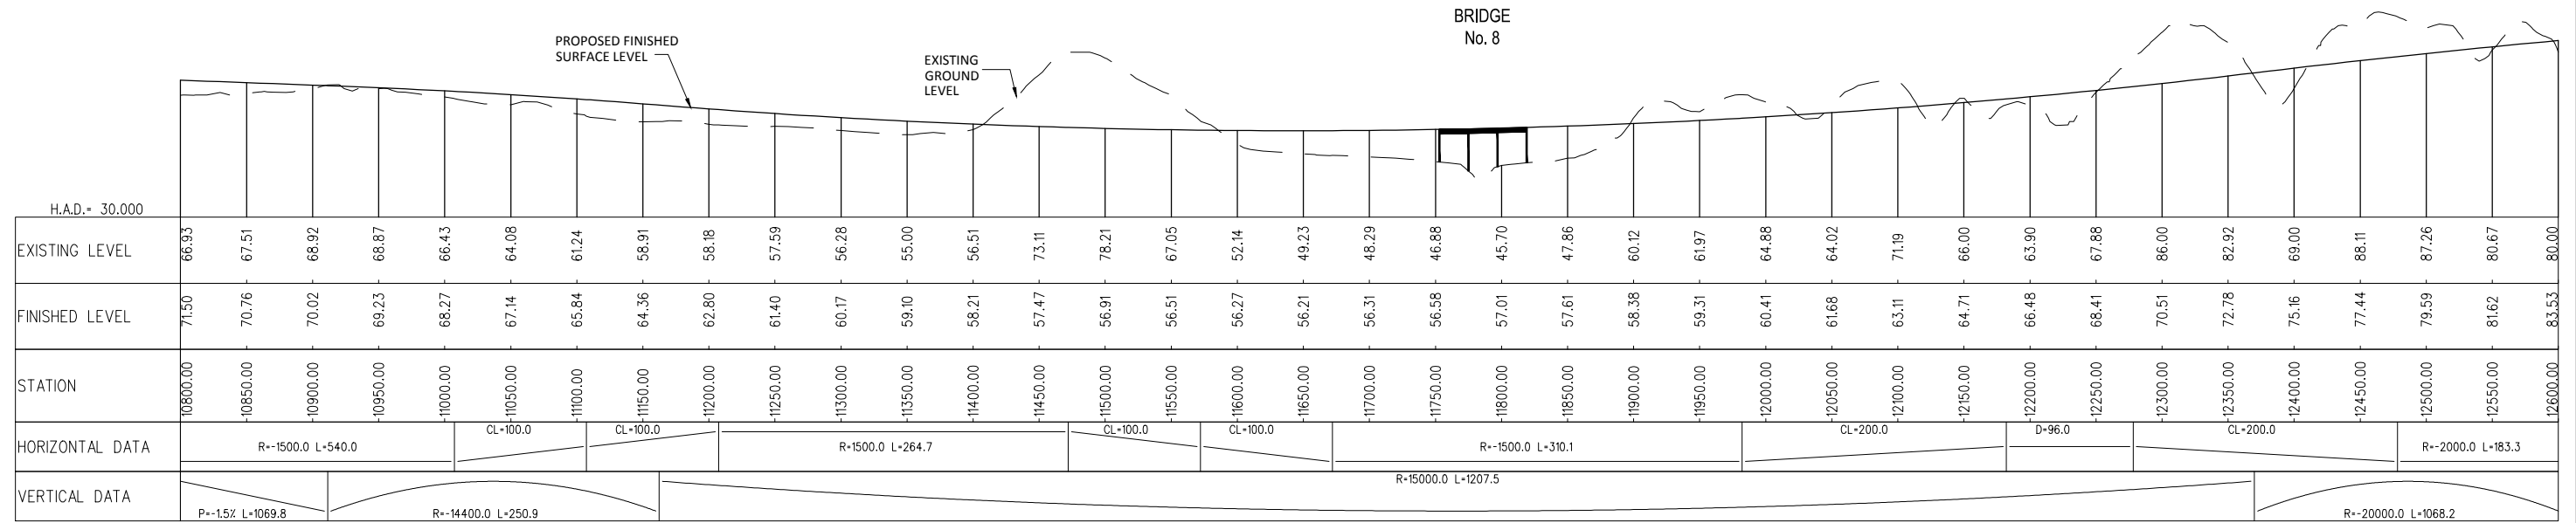 BRIDGE
No. 8
PROPOSED FINISHED
SURFACE LEVEL
EXISTING
GROUND
LEVEL
H.A.D.= 30.000
EXISTING LEVEL 66.93 67.51 68.92 68.87 66.43 64.08 61.24 58.91 58.18 57.59 56.28 55.00 56.51 73.11 78.21 67.05 52.14 49.23 48.29 46.88 45.70 47.86 60.12 61.97 64.88 64.02 71.19 66.00 63.90 67.88 86.00 82.92 69.00 88.11 87.26 80.67 80.00
FINISHED LEVEL 71.50 70.76 70.02 69.23 68.27 67.14 65.84 64.36 62.80 61.40 60.17 59.10 58.21 57.47 56.91 56.51 56.27 56.21 56.31 56.58 57.01 57.61 58.38 59.31 60.41 61.68 63.11 64.71 66.48 68.41 70.51 72.78 75.16 77.44 79.59 81.62 83.53
STATION 10800.00 10850.00 10900.00 10950.00 11000.00 11050.00 11100.00 11150.00 11200.00 11250.00 11300.00 11350.00 11400.00 11450.00 11500.00 11550.00 11600.00 11650.00 11700.00 11750.00 11800.00 11850.00 11900.00 11950.00 12000.00 12050.00 12100.00 12150.00 12200.00 12250.00 12300.00 12350.00 12400.00 12450.00 12500.00 12550.00 12600.00
HORIZONTAL DATA R=-1500.0 L=540.0 CL=100.0 CL=100.0 R=1500.0 L=264.7 CL=100.0 CL=100.0 R=-1500.0 L=310.1 CL=200.0 D=96.0 CL=200.0 R=-2000.0 L=183.3
VERTICAL DATA P=-1.5% L=1069.8 R=-14400.0 L=250.9 R=15000.0 L=1207.5 R=-20000.0 L=1068.2